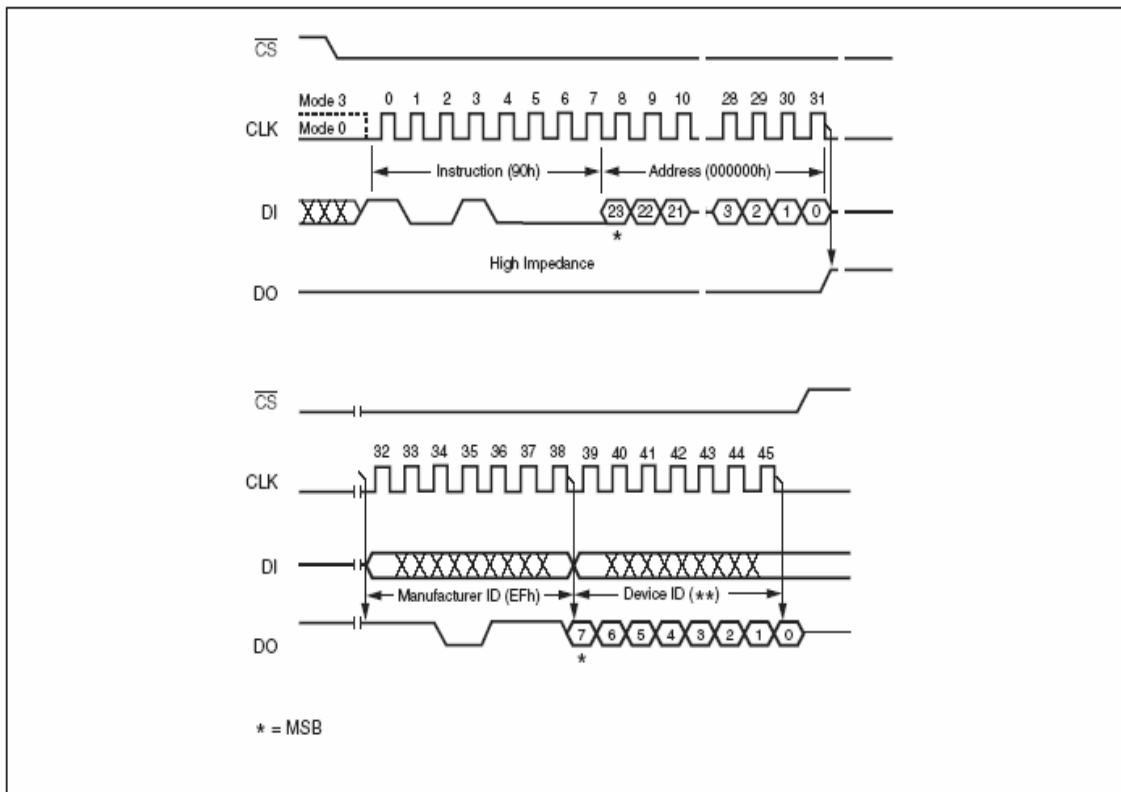 CS
Mode 3
0 1 2 3 4 5 6 7 8 9 10 28 29 30 31
CLK
Mode 0
Instruction (90h)
Address (000000h)
DI
23 22 21 3 2 1 0
*
High Impedance
DO
CS
32 33 34 35 36 37 38 39 40 41 42 43 44 45
CLK
DI
Manufacturer ID (EFh)
Device ID (**)
DO
7 6 5 4 3 2 1 0
*
* = MSB